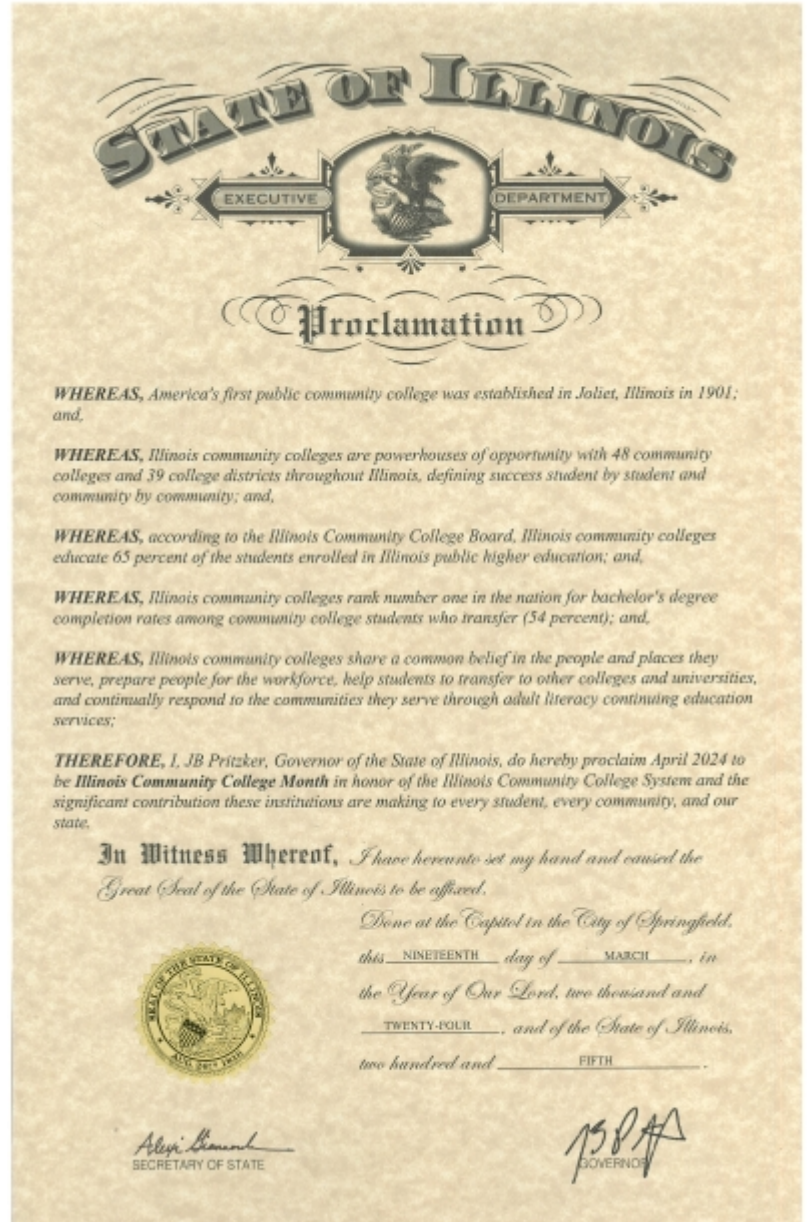 STATE OF ILLINOIS
EXECUTIVE DEPARTMENT
Proclamation
WHEREAS, America's first public community college was established in Joliet, Illinois in 1901;
and,
WHEREAS, Illinois community colleges are powerhouses of opportunity with 48 community
colleges and 39 college districts throughout Illinois, defining success student by student and
community by community; and,
WHEREAS, according to the Illinois Community College Board, Illinois community colleges
educate 65 percent of the students enrolled in Illinois public higher education; and,
WHEREAS, Illinois community colleges rank number one in the nation for bachelor's degree
completion rates among community college students who transfer (54 percent); and,
WHEREAS, Illinois community colleges share a common belief in the people and places they
serve, prepare people for the workforce, help students to transfer to other colleges and universities,
and continually respond to the communities they serve through adult literacy continuing education
services;
THEREFORE, I, JB Pritzker, Governor of the State of Illinois, do hereby proclaim April 2024 to
be Illinois Community College Month in honor of the Illinois Community College System and the
significant contribution these institutions are making to every student, every community, and our
state.
In Witness Whereof, I have hereunto set my hand and caused the
Great Seal of the State of Illinois to be affixed.
Done at the Capitol in the City of Springfield,
this NINETEENTH day of MARCH, in
the Year of Our Lord, two thousand and
TWENTY-FOUR, and of the State of Illinois,
two hundred and FIFTH.
SEAL OF THE STATE OF ILLINOIS
AUG. 26TH 1818
SECRETARY OF STATE
GOVERNOR